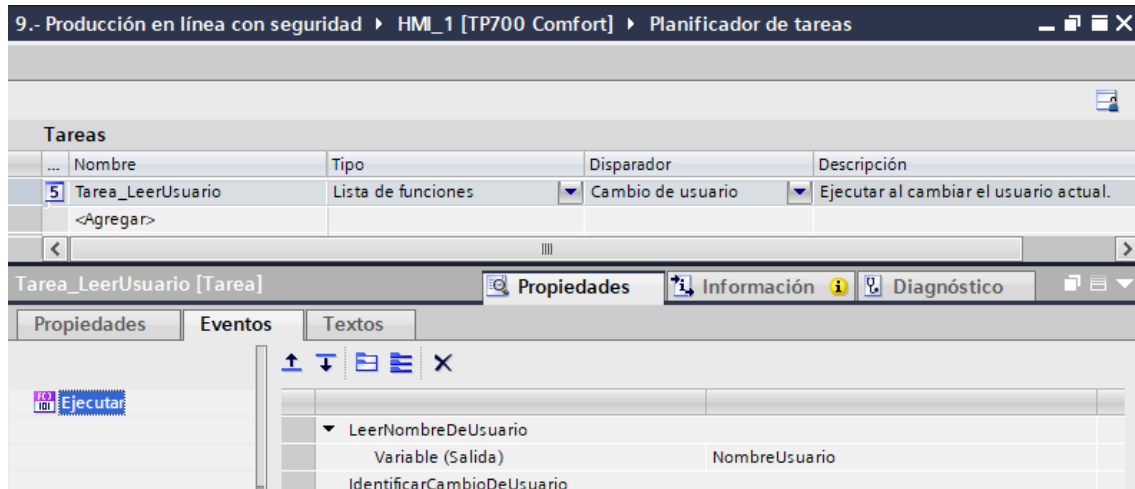 9.- Producción en línea con seguridad ▸ HMI_1 [TP700 Comfort] ▸ Planificador de tareas
Tareas
... Nombre Tipo Disparador Descripción
5 Tarea_LeerUsuario Lista de funciones Cambio de usuario Ejecutar al cambiar el usuario actual.
<Agregar>
Tarea_LeerUsuario [Tarea] Propiedades Información Diagnóstico
Propiedades Eventos Textos
Ejecutar
LeerNombreDeUsuario
Variable (Salida) NombreUsuario
IdentificarCambioDeUsuario